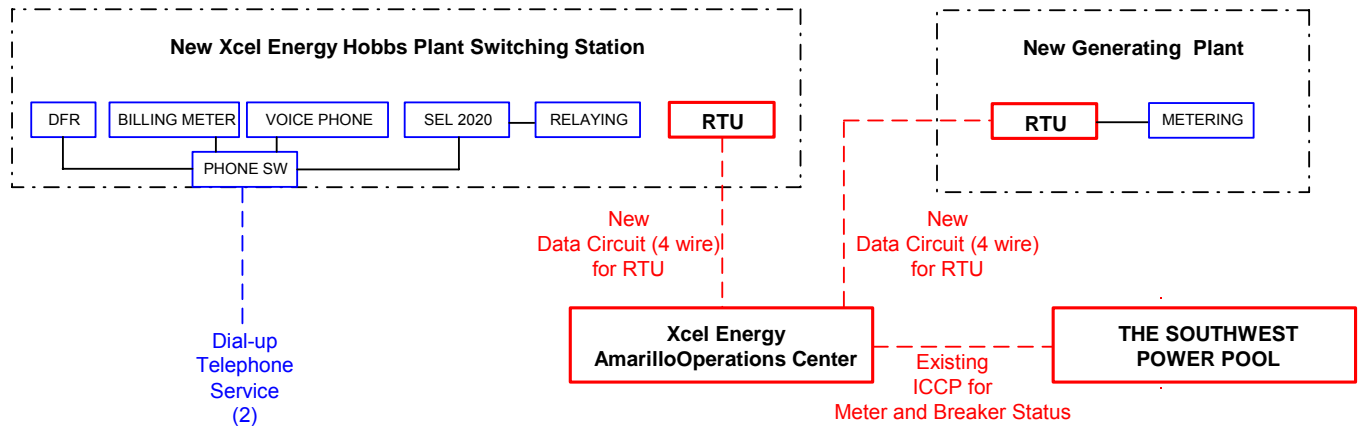 New Xcel Energy Hobbs Plant Switching Station
New Generating Plant
DFR
BILLING METER
VOICE PHONE
SEL 2020
RELAYING
RTU
RTU
METERING
PHONE SW
New
Data Circuit (4 wire)
for RTU
New
Data Circuit (4 wire)
for RTU
Dial-up
Telephone
Service
(2)
Xcel Energy
AmarilloOperations Center
Existing
ICCP for
Meter and Breaker Status
THE SOUTHWEST
POWER POOL